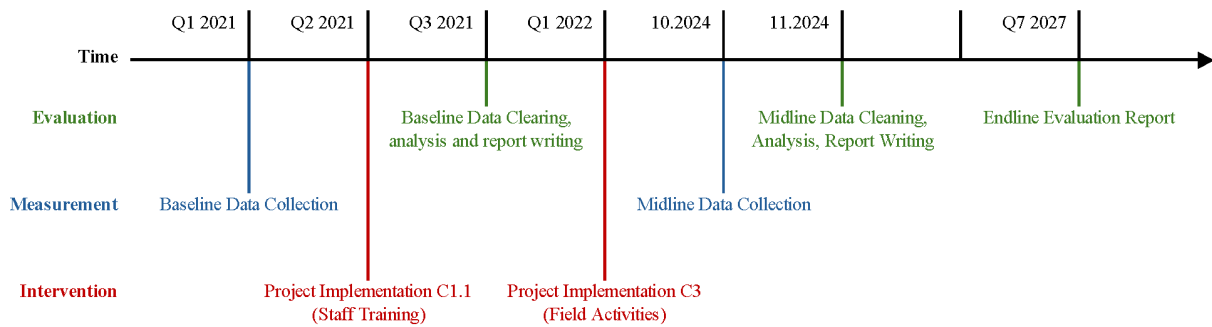 Q1 2021
Q2 2021
Q3 2021
Q1 2022
10.2024
11.2024
Q7 2027
Time
Evaluation
Baseline Data Clearing,
analysis and report writing
Midline Data Cleaning,
Analysis, Report Writing
Endline Evaluation Report
Measurement
Baseline Data Collection
Midline Data Collection
Intervention
Project Implementation C1.1
(Staff Training)
Project Implementation C3
(Field Activities)